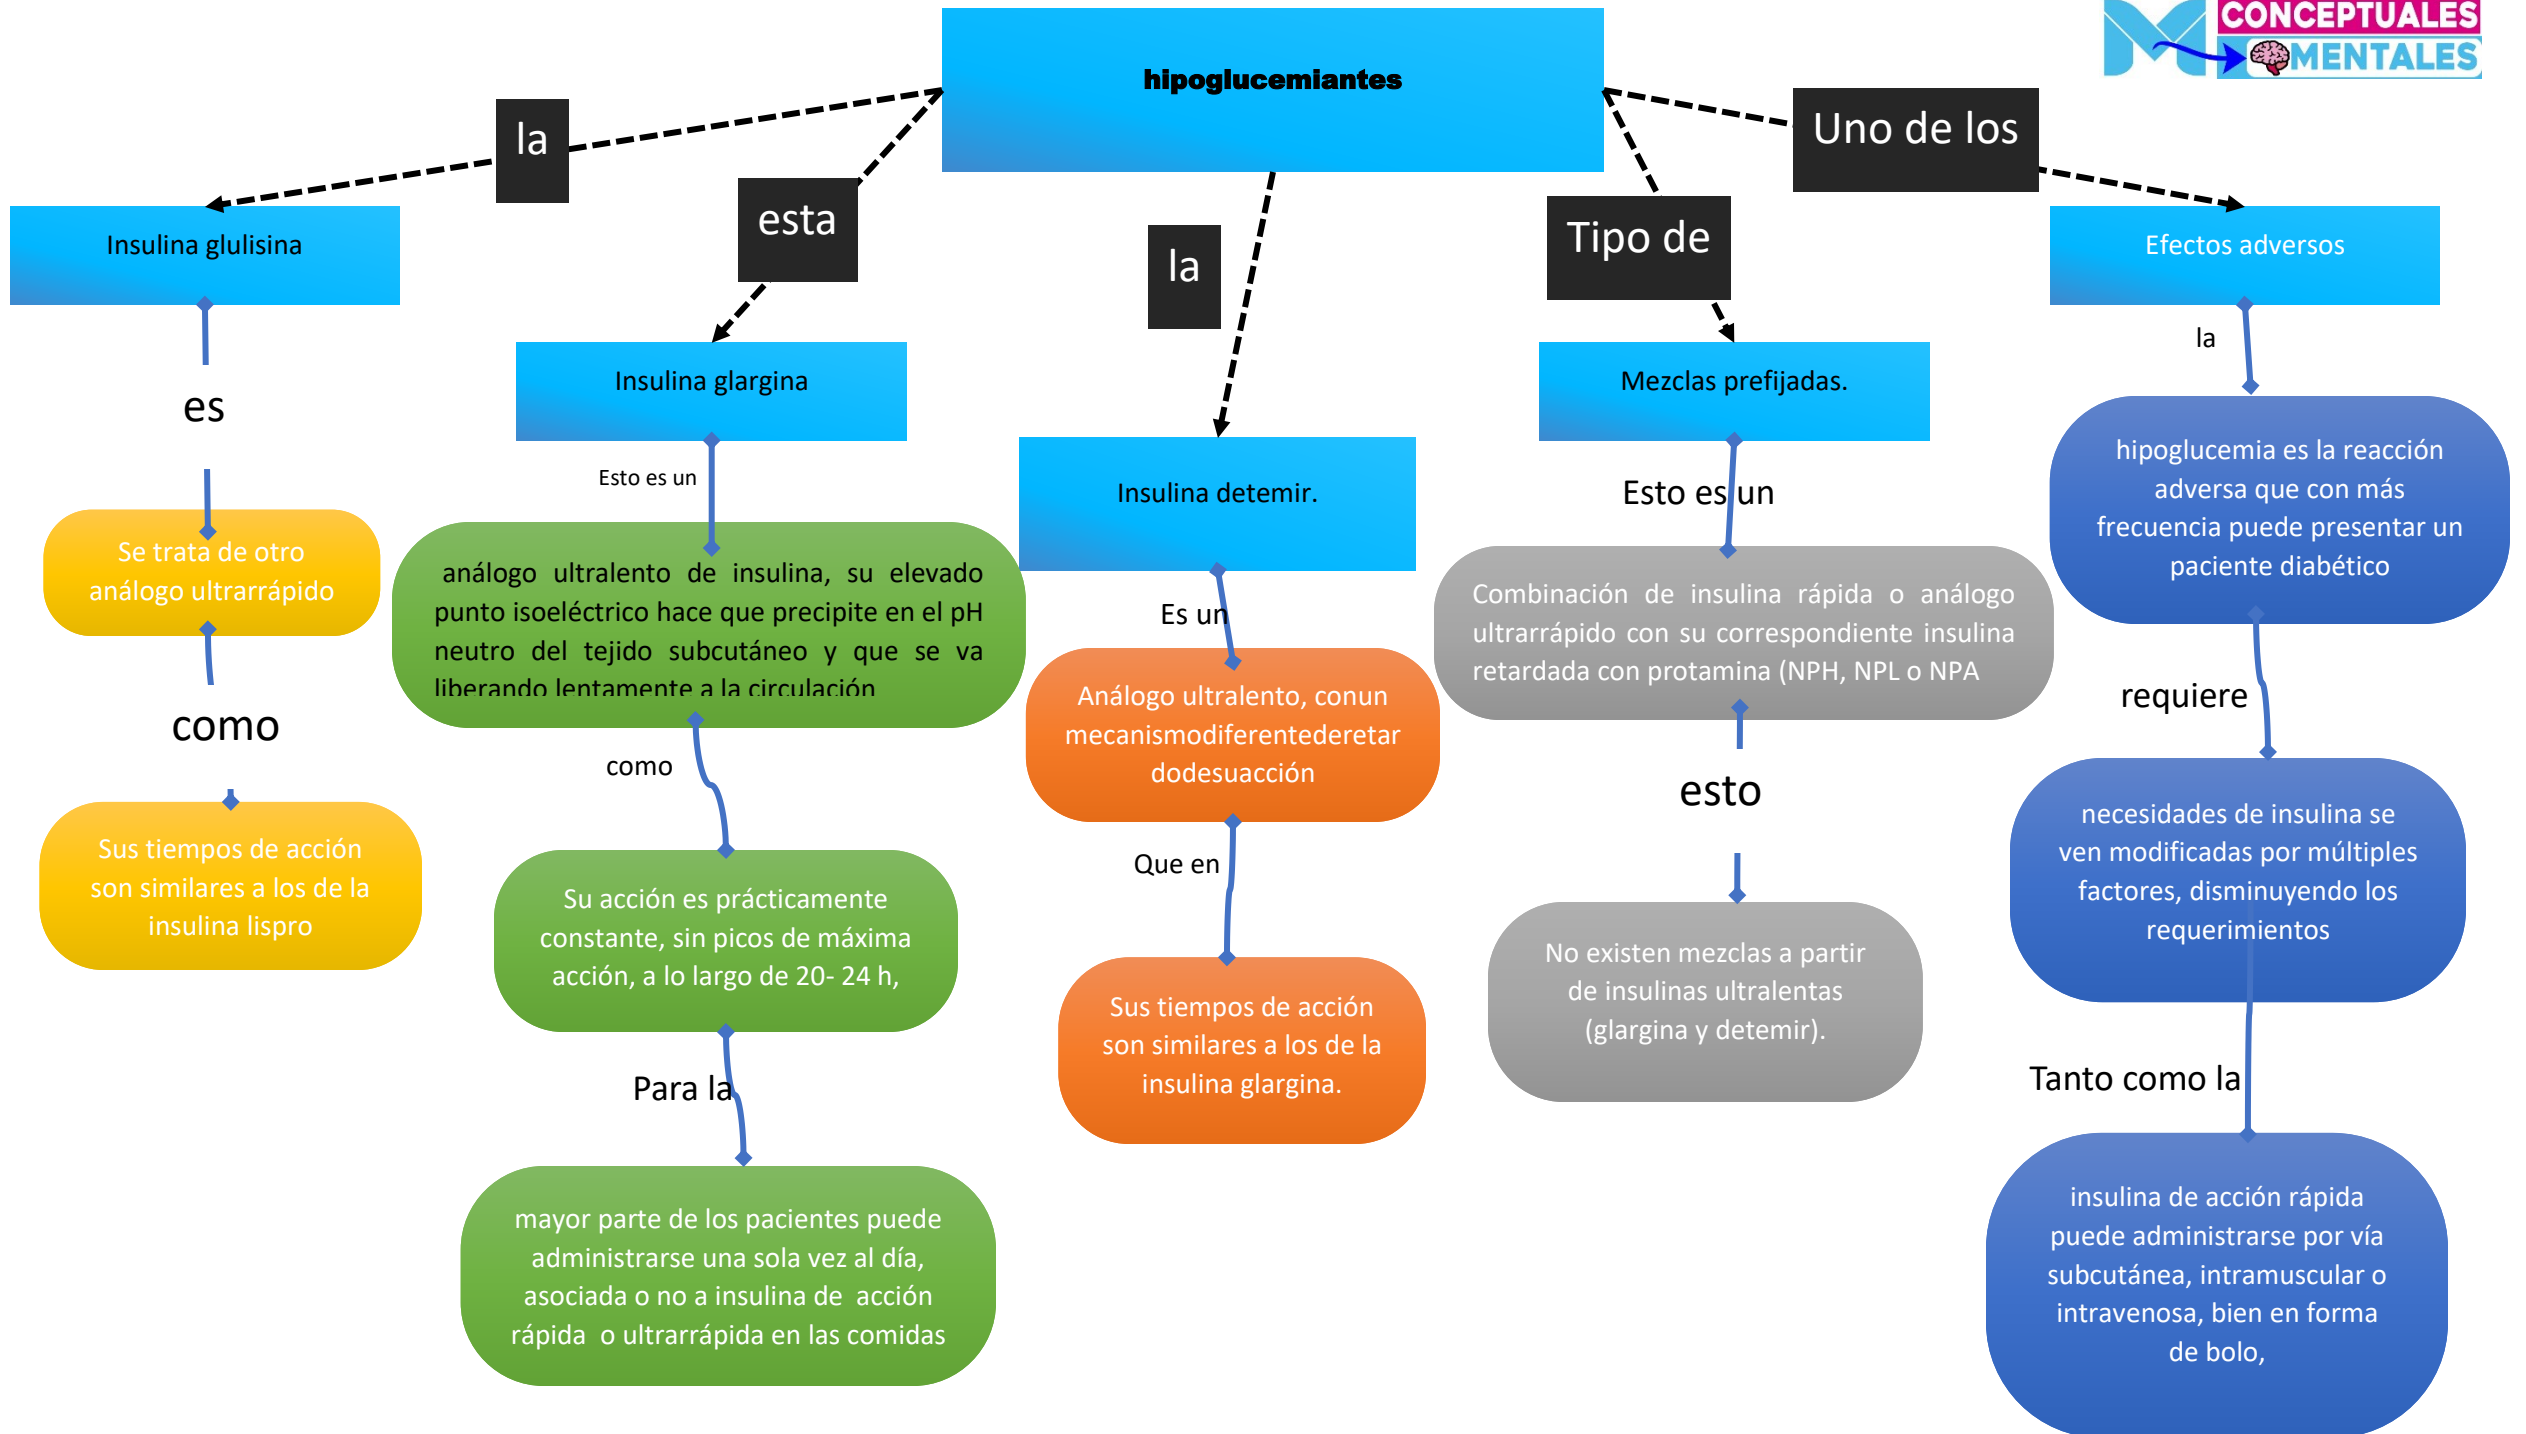 CONCEPTUALES
MENTALES
hipoglucemiantes
la
esta
la
Tipo de
Uno de los
Insulina glulisina
es
Se trata de otro
análogo ultrarrápido
como
Sus tiempos de acción
son similares a los de la
insulina lispro
Insulina glargina
Esto es un
análogo ultralento de insulina, su elevado
punto isoeléctrico hace que precipite en el pH
neutro del tejido subcutáneo y que se va
liberando lentamente a la circulación
como
Su acción es prácticamente
constante, sin picos de máxima
acción, a lo largo de 20- 24 h,
Para la
mayor parte de los pacientes puede
administrarse una sola vez al día,
asociada o no a insulina de acción
rápida o ultrarrápida en las comidas
Insulina detemir.
Es un
Análogo ultralento, conun
mecanismodiferentederetar
dodesuacción
Que en
Sus tiempos de acción
son similares a los de la
insulina glargina.
Mezclas prefijadas.
Esto es un
Combinación de insulina rápida o análogo
ultrarrápido con su correspondiente insulina
retardada con protamina (NPH, NPL o NPA
esto
No existen mezclas a partir
de insulinas ultralentas
(glargina y detemir).
Efectos adversos
la
hipoglucemia es la reacción
adversa que con más
frecuencia puede presentar un
paciente diabético
requiere
necesidades de insulina se
ven modificadas por múltiples
factores, disminuyendo los
requerimientos
Tanto como la
insulina de acción rápida
puede administrarse por vía
subcutánea, intramuscular o
intravenosa, bien en forma
de bolo,